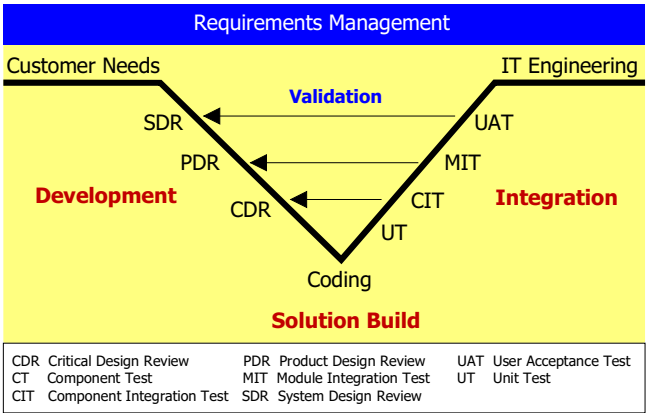 Requirements Management
Customer Needs IT Engineering
Validation
SDR UAT
PDR MIT
Development CDR CIT Integration
UT
Coding
Solution Build
CDR Critical Design Review PDR Product Design Review UAT User Acceptance Test
CT Component Test MIT Module Integration Test UT Unit Test
CIT Component Integration Test SDR System Design Review